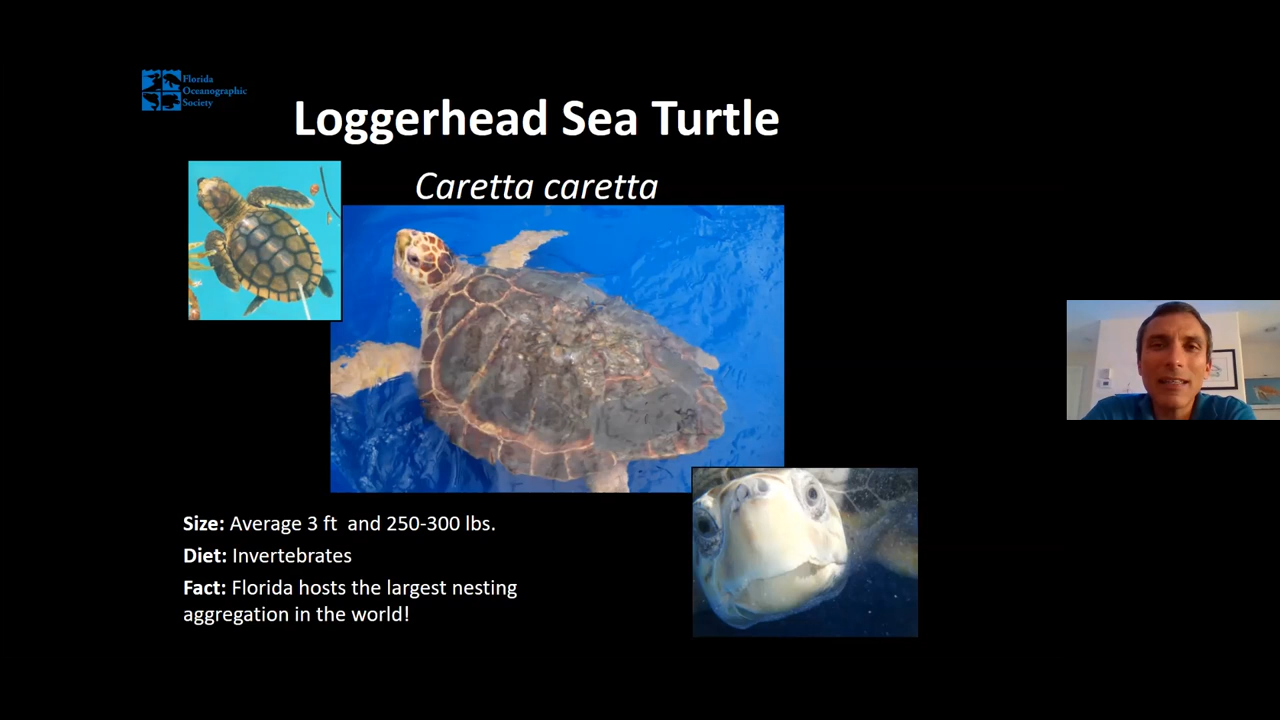 Florida
Oceanographic
Society
Loggerhead Sea Turtle
Caretta caretta
Size: Average 3 ft and 250-300 lbs.
Diet: Invertebrates
Fact: Florida hosts the largest nesting
aggregation in the world!